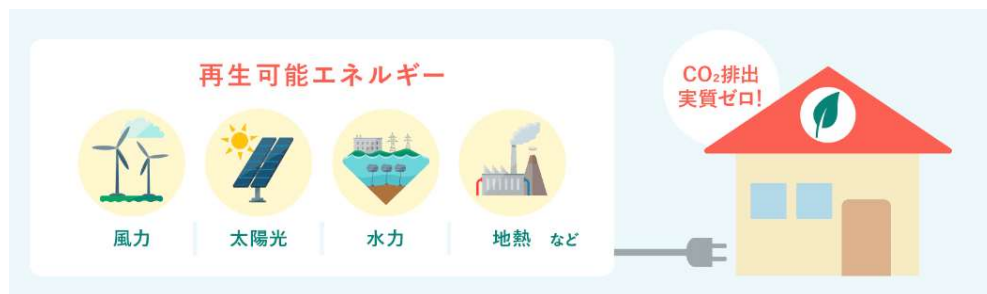 再生可能エネルギー
風力
太陽光
水力
地熱 など
CO₂排出
実質ゼロ!